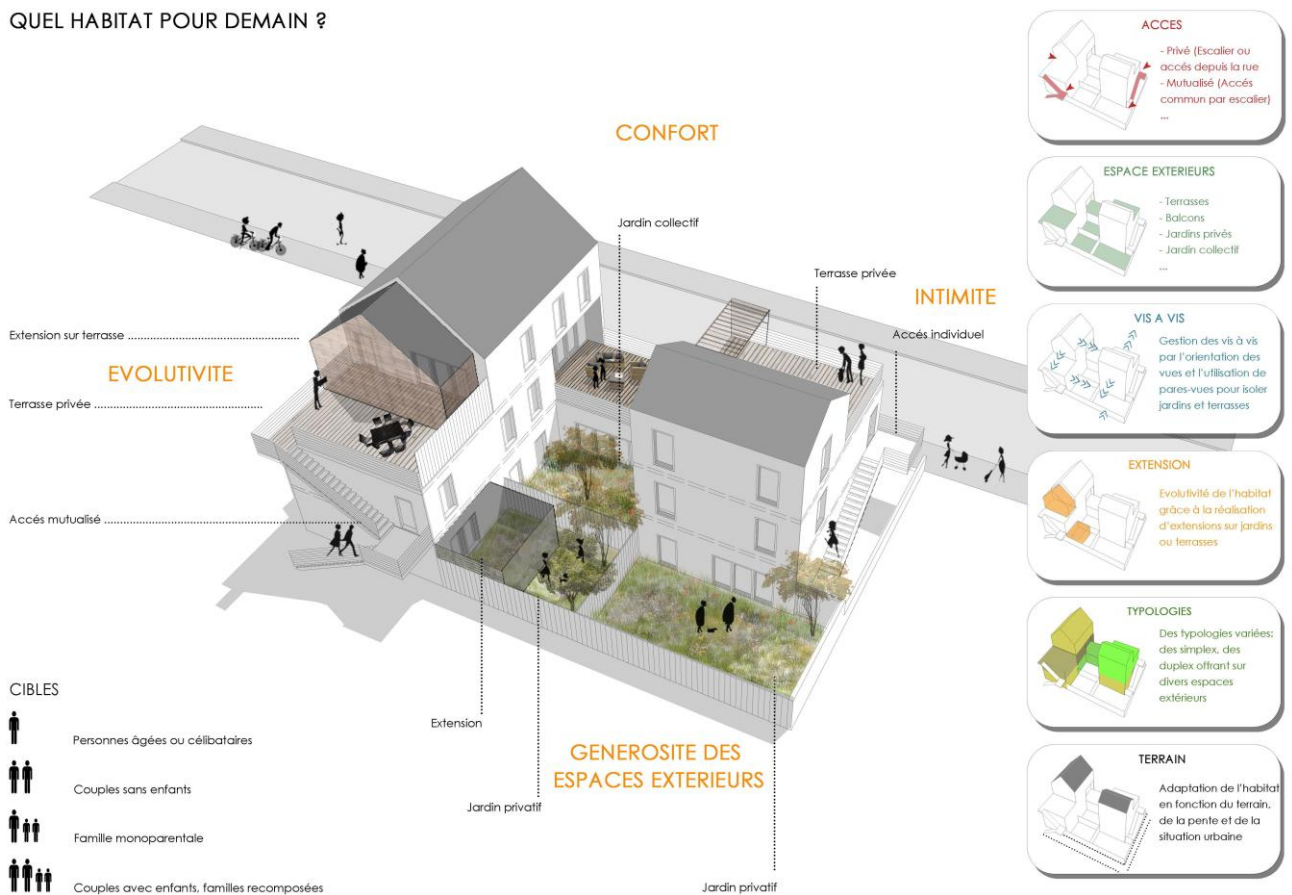 QUEL HABITAT POUR DEMAIN ?
CONFORT
Jardin collectif
Terrasse privée
INTIMITE
Accés individuel
Extension sur terrasse
EVOLUTIVITE
Terrasse privée
Accés mutualisé
Extension
GENEROSITE DES
ESPACES EXTERIEURS
Jardin privatif
Jardin privatif
CIBLES
Personnes âgées ou célibataires
Couples sans enfants
Famille monoparentale
Couples avec enfants, familles recomposées
ACCES
- Privé (Escalier ou
accés depuis la rue
- Mutualisé (Accés
commun par escalier)
...
ESPACE EXTERIEURS
- Terrasses
- Balcons
- Jardins privés
- Jardin collectif
...
VIS A VIS
Gestion des vis à vis
par l'orientation des
vues et l'utilisation de
pares-vues pour isoler
jardins et terrasses
EXTENSION
Evolutivité de l'habitat
grâce à la réalisation
d'extensions sur jardins
ou terrasses
TYPOLOGIES
Des typologies variées;
des simplex, des
duplex offrant sur
divers espaces
extérieurs
TERRAIN
Adaptation de l'habitat
en fonction du terrain,
de la pente et de la
situation urbaine